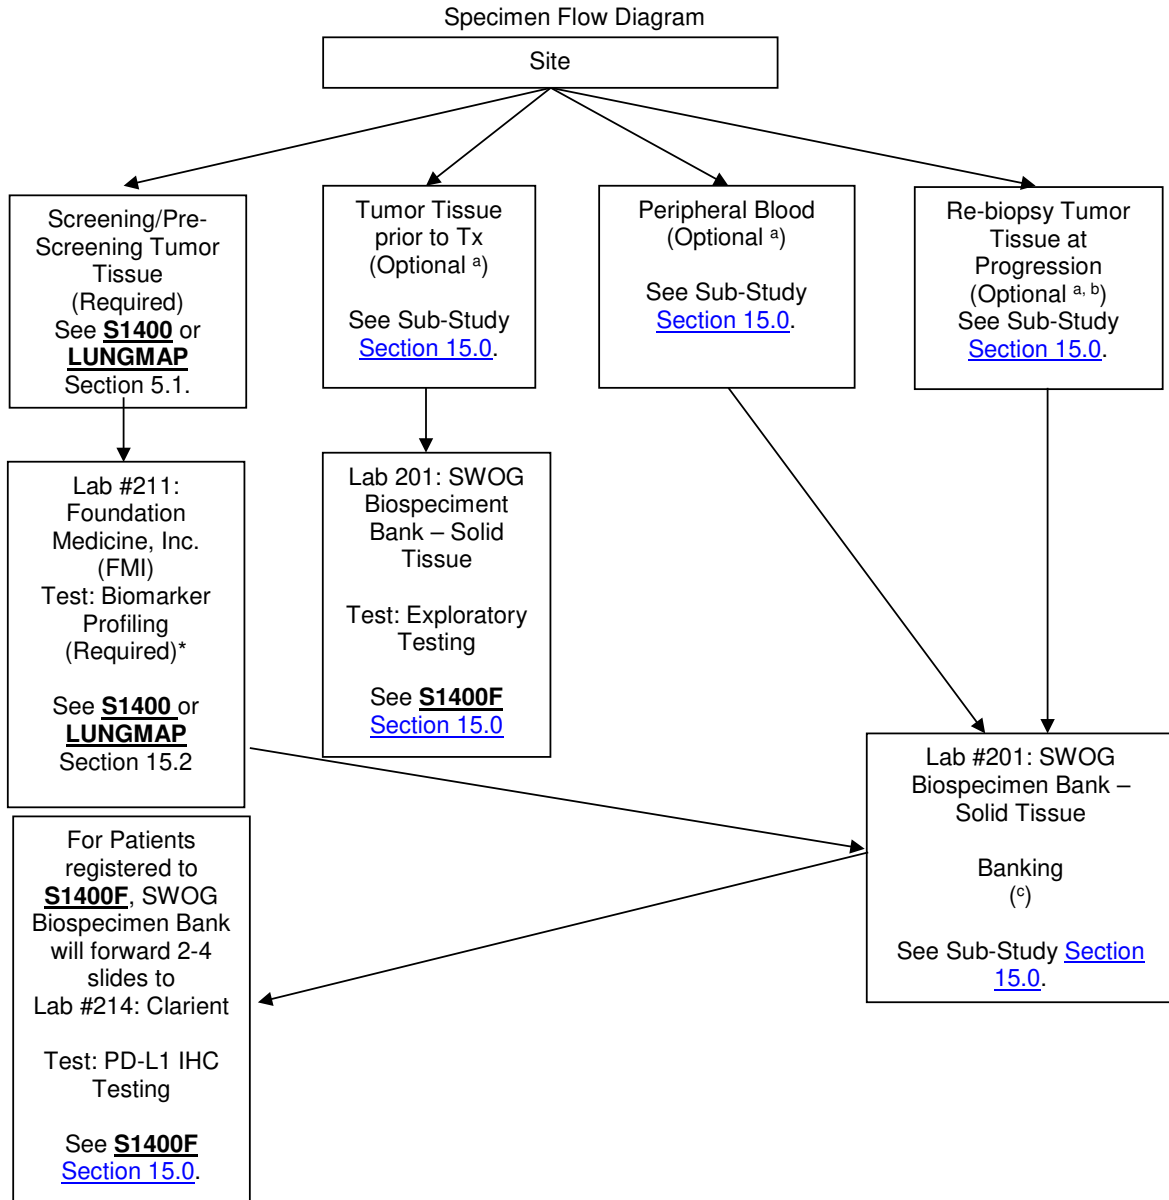 Specimen Flow Diagram
Site
Screening/Pre-
Screening Tumor
Tissue
(Required)
See S1400 or
LUNGMAP
Section 5.1.
Tumor Tissue
prior to Tx
(Optional a)
See Sub-Study
Section 15.0.
Peripheral Blood
(Optional a)
See Sub-Study
Section 15.0.
Re-biopsy Tumor
Tissue at
Progression
(Optional a, b)
See Sub-Study
Section 15.0.
Lab #211:
Foundation
Medicine, Inc.
(FMI)
Test: Biomarker
Profiling
(Required)*
See S1400 or
LUNGMAP
Section 15.2
Lab 201: SWOG
Biospeciment
Bank – Solid
Tissue
Test: Exploratory
Testing
See S1400F
Section 15.0
Lab #201: SWOG
Biospecimen Bank –
Solid Tissue
Banking
(c)
See Sub-Study Section
15.0.
For Patients
registered to
S1400F, SWOG
Biospecimen Bank
will forward 2-4
slides to
Lab #214: Clarient
Test: PD-L1 IHC
Testing
See S1400F
Section 15.0.